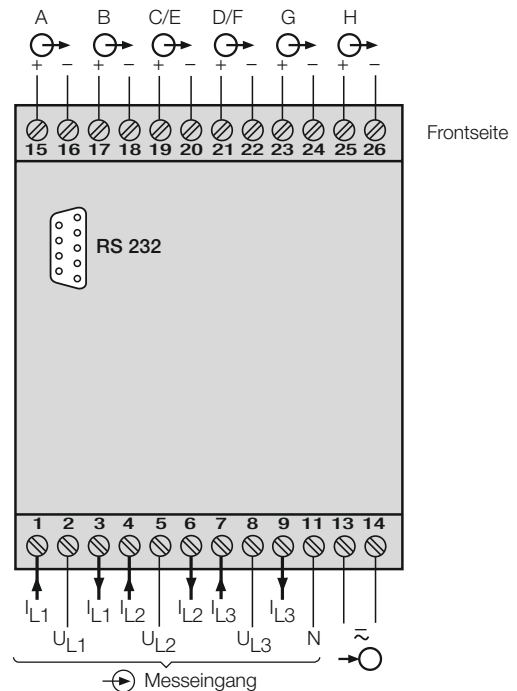 A B C/E D/F G H
+ − + − + − + − + − + −
15 16 17 18 19 20 21 22 23 24 25 26
Frontseite
RS 232
1 2 3 4 5 6 7 8 9 11 13 14
IL1 IL1 IL2 IL2 IL3 IL3
UL1 UL2 UL3 N
Messeingang